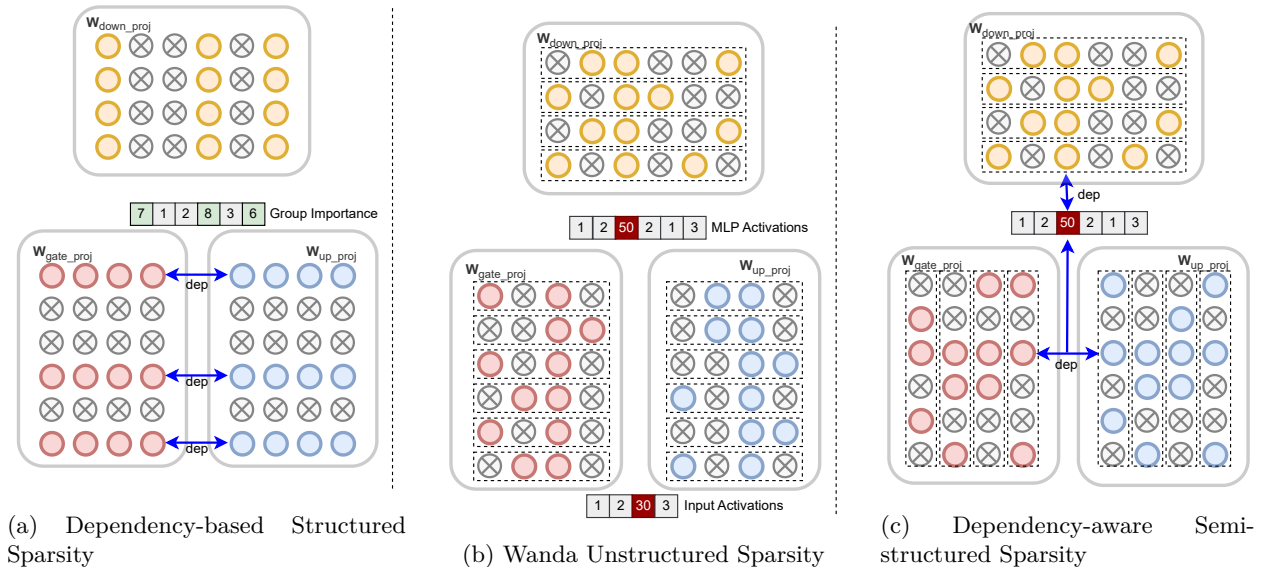 W_down_proj
7 1 2 8 3 6 Group Importance
W_gate_proj
W_up_proj
dep
dep
dep
(a) Dependency-based Structured
Sparsity
W_down_proj
1 2 50 2 1 3 MLP Activations
W_gate_proj
W_up_proj
1 2 30 3 Input Activations
(b) Wanda Unstructured Sparsity
W_down_proj
dep
1 2 50 2 1 3
W_gate_proj
W_up_proj
dep
(c) Dependency-aware Semi-
structured Sparsity